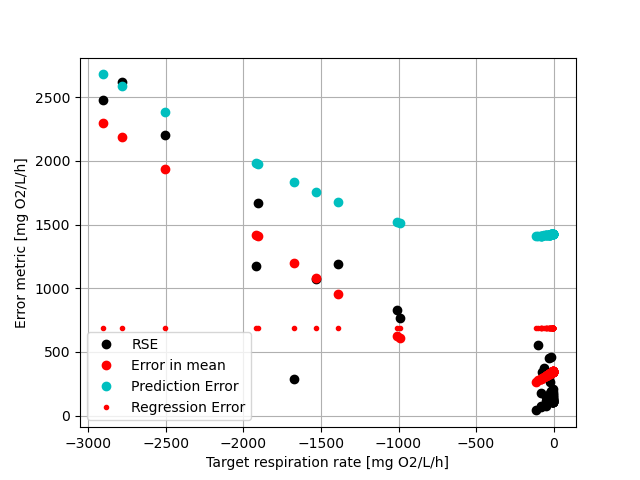 2500
2000
1500
1000
500
0
Error metric [mg O2/L/h]
RSE
Error in mean
Prediction Error
Regression Error
−3000 −2500 −2000 −1500 −1000 −500 0
Target respiration rate [mg O2/L/h]